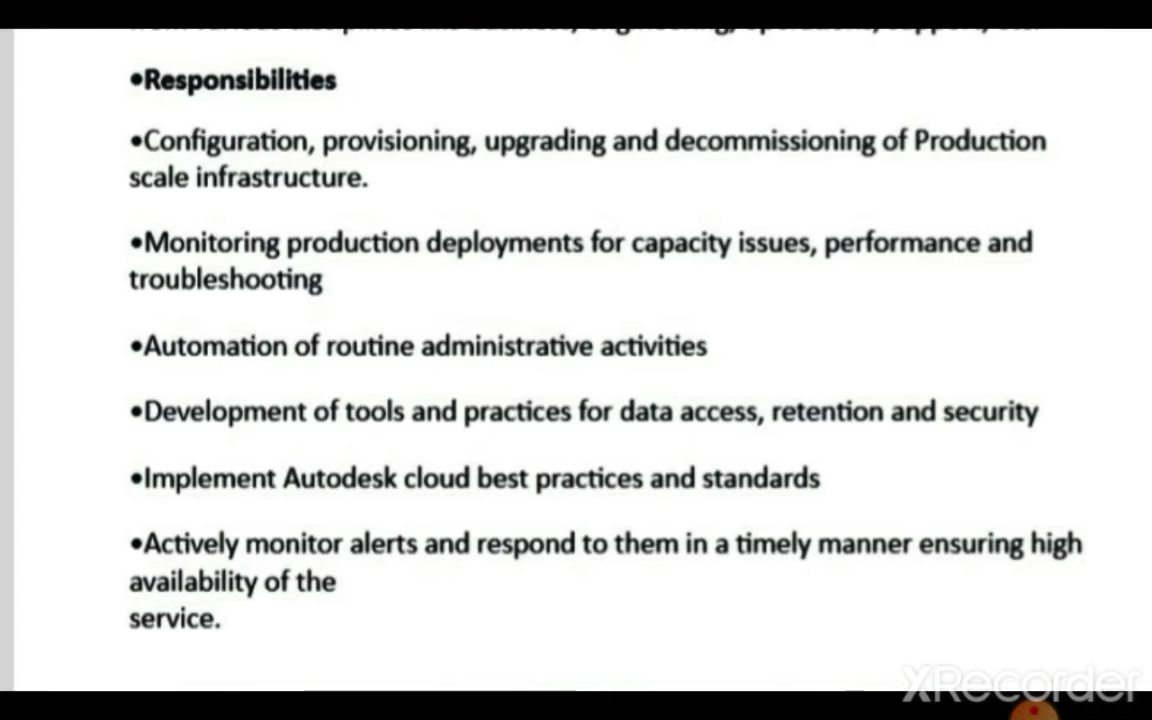 •Responsibilities
•Configuration, provisioning, upgrading and decommissioning of Production
scale infrastructure.
•Monitoring production deployments for capacity issues, performance and
troubleshooting
•Automation of routine administrative activities
•Development of tools and practices for data access, retention and security
•Implement Autodesk cloud best practices and standards
•Actively monitor alerts and respond to them in a timely manner ensuring high
availability of the
service.
XRecorder